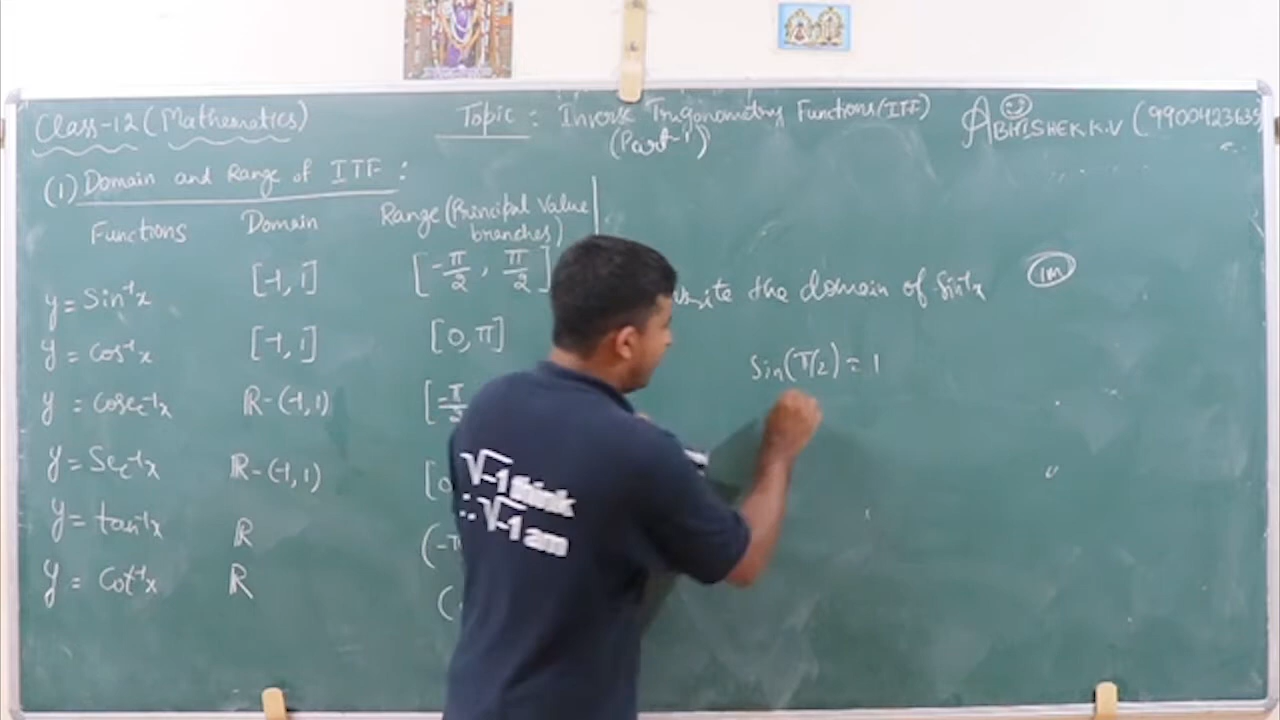 Class-12 (Mathematics)
Topic : Inverse Trigonometry Functions (ITF)
(Part-1)
ABHISHEK K.V (9900423635)
(1) Domain and Range of ITF :
Functions Domain Range (Principal Value branches)
y = Sin⁻¹x [-1, 1] [-π/2, π/2]
y = cos⁻¹x [-1, 1] [0, π]
y = cosec⁻¹x R-(-1, 1) [-π/2
y = Sec⁻¹x R-(-1, 1) [0
y = tan⁻¹x R (-π
y = Cot⁻¹x R (
the domain of Sin⁻¹x (1M)
Sin(π/2) = 1
√-1 think
∴ √-1 am